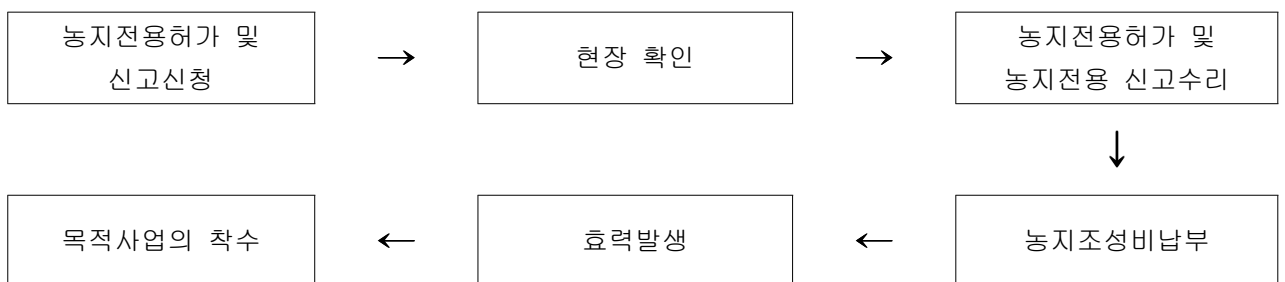 농지전용허가 및
신고신청
→
현장 확인
→
농지전용허가 및
농지전용 신고수리
↓
농지조성비납부
←
효력발생
←
목적사업의 착수